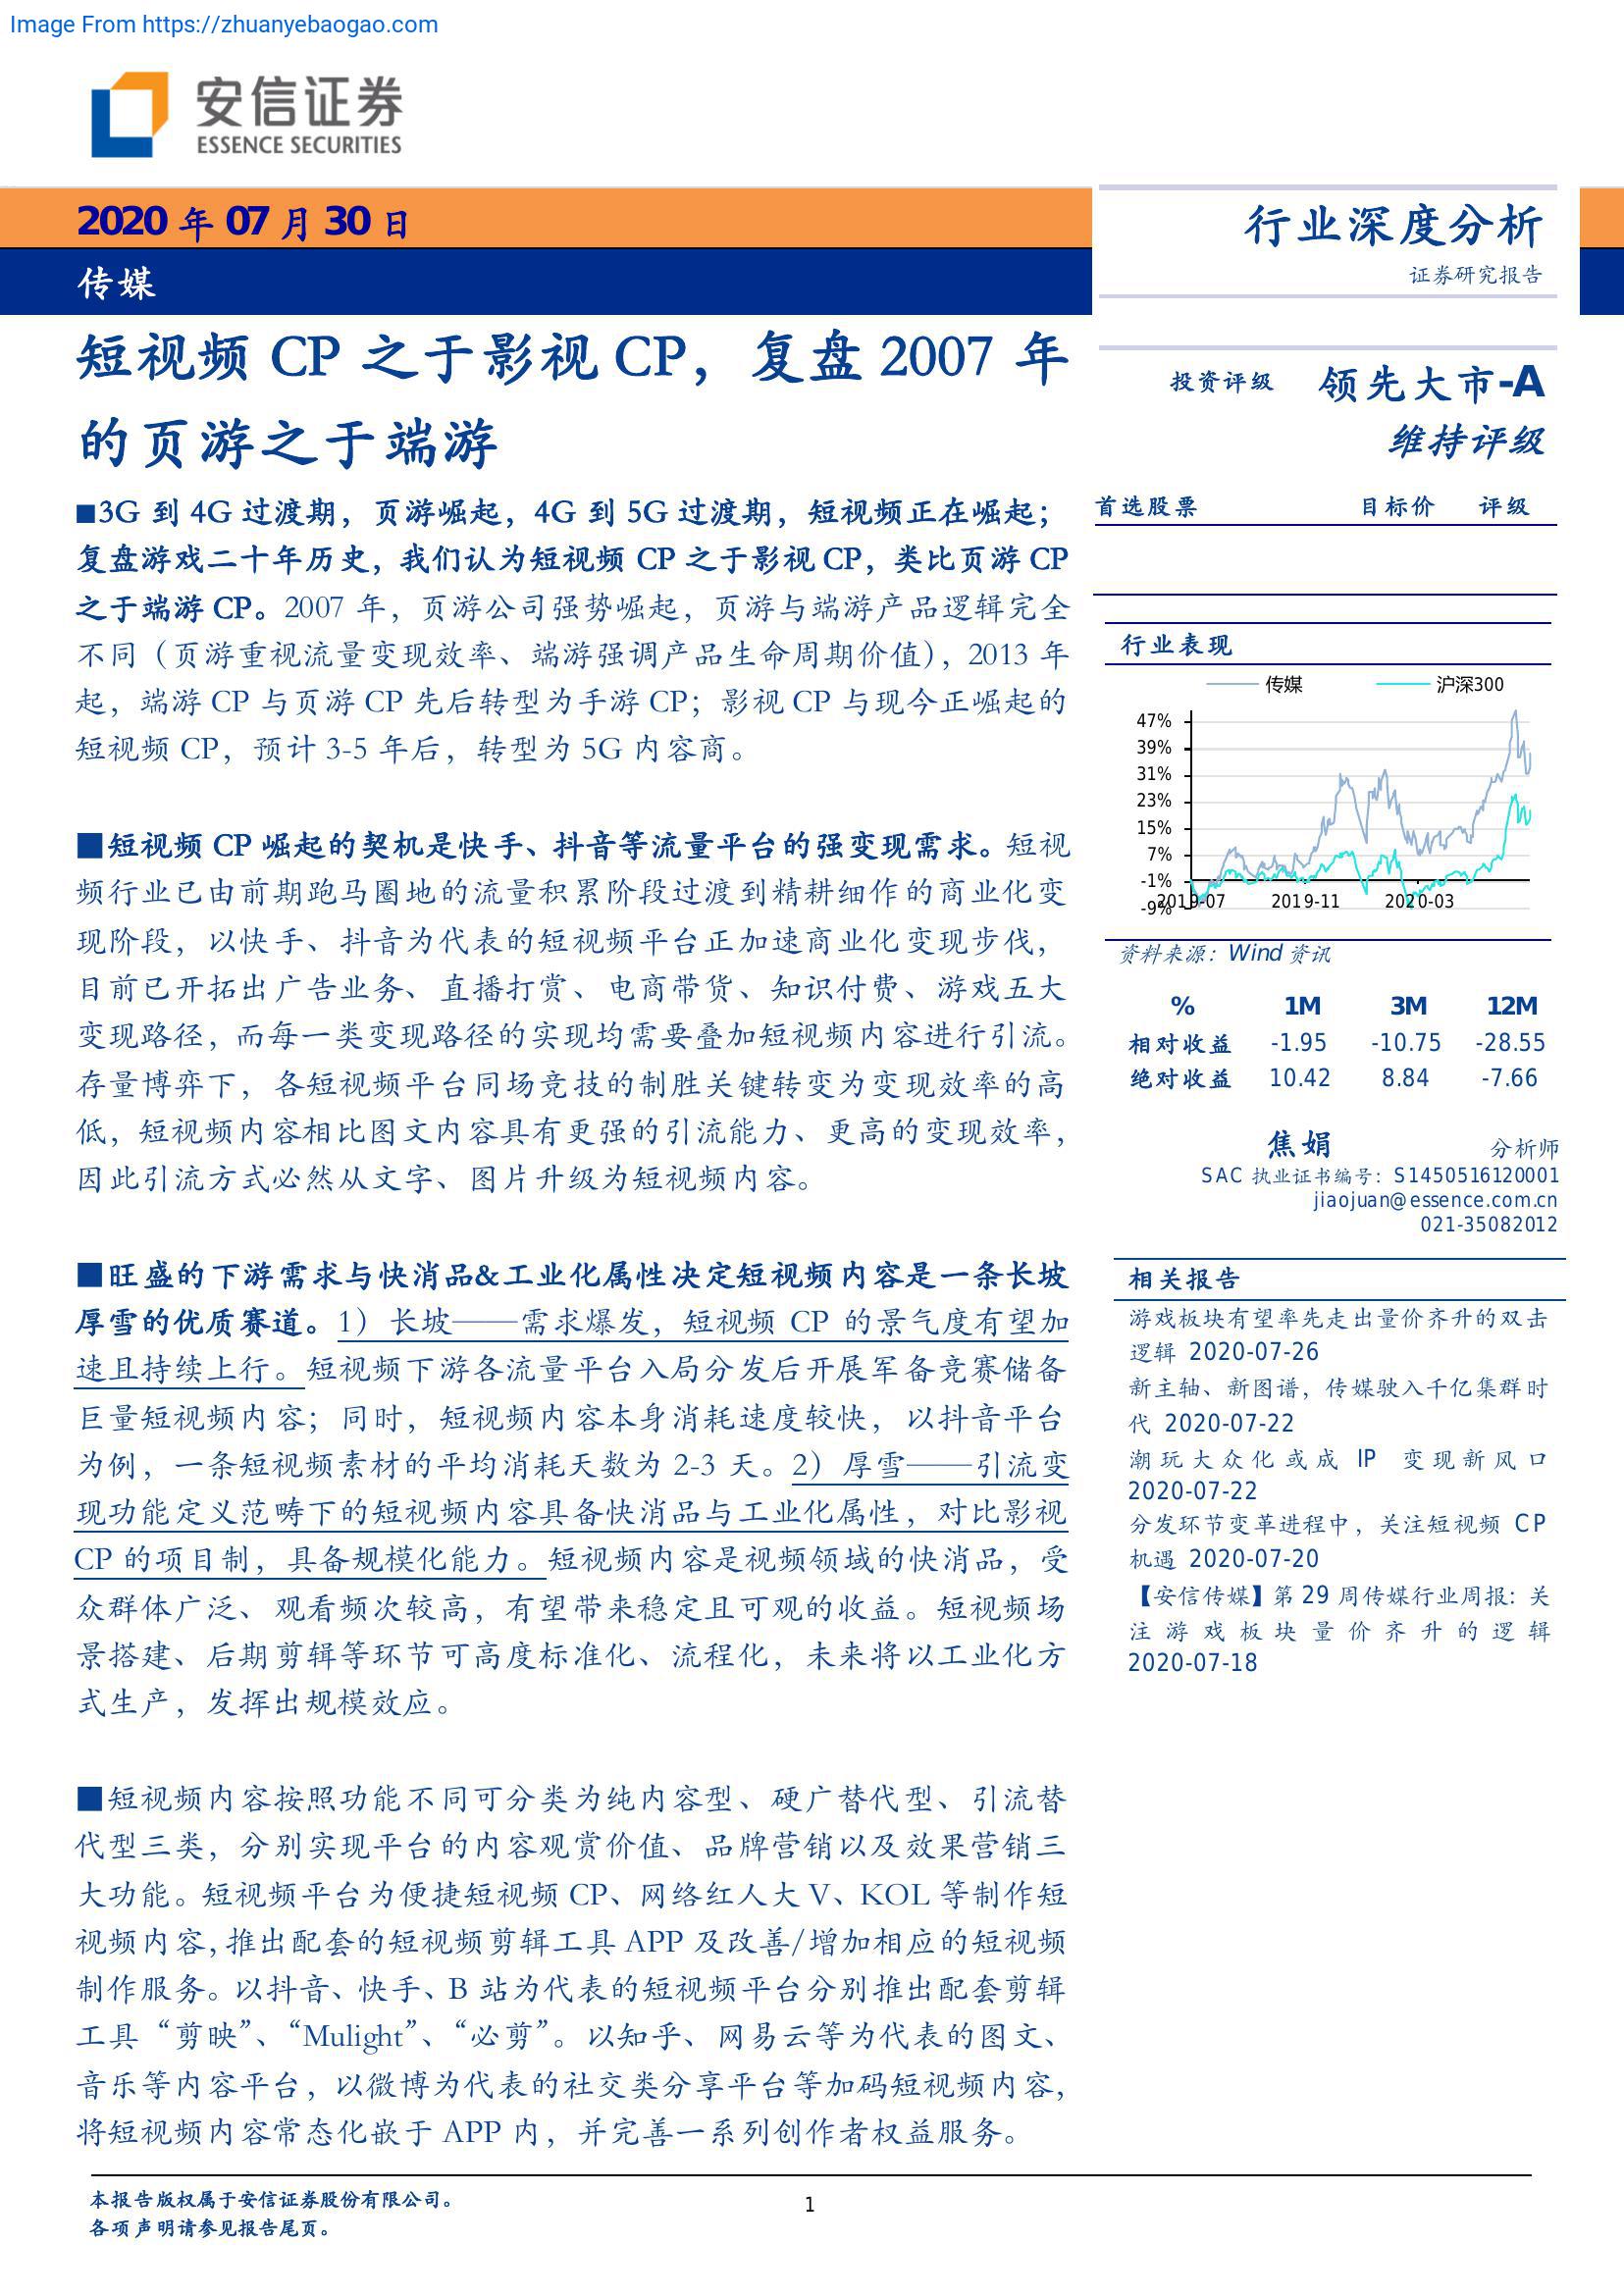 Image From https://zhuanyebaogao.com
安信证券
ESSENCE SECURITIES
2020 年 07 月 30 日
传媒
行业深度分析
证券研究报告
短视频 CP 之于影视 CP，复盘 2007 年
的页游之于端游
■3G 到 4G 过渡期，页游崛起，4G 到 5G 过渡期，短视频正在崛起；
复盘游戏二十年历史，我们认为短视频 CP 之于影视 CP，类比页游 CP
之于端游 CP。2007 年，页游公司强势崛起，页游与端游产品逻辑完全
不同（页游重视流量变现效率、端游强调产品生命周期价值），2013 年
起，端游 CP 与页游 CP 先后转型为手游 CP；影视 CP 与现今正崛起的
短视频 CP，预计 3-5 年后，转型为 5G 内容商。
■短视频 CP 崛起的契机是快手、抖音等流量平台的强变现需求。短视
频行业已由前期跑马圈地的流量积累阶段过渡到精耕细作的商业化变
现阶段，以快手、抖音为代表的短视频平台正加速商业化变现步伐，
目前已开拓出广告业务、直播打赏、电商带货、知识付费、游戏五大
变现路径，而每一类变现路径的实现均需要叠加短视频内容进行引流。
存量博弈下，各短视频平台同场竞技的制胜关键转变为变现效率的高
低，短视频内容相比图文内容具有更强的引流能力、更高的变现效率，
因此引流方式必然从文字、图片升级为短视频内容。
■旺盛的下游需求与快消品&工业化属性决定短视频内容是一条长坡
厚雪的优质赛道。1）长坡——需求爆发，短视频 CP 的景气度有望加
速且持续上行。短视频下游各流量平台入局分发后开展军备竞赛储备
巨量短视频内容；同时，短视频内容本身消耗速度较快，以抖音平台
为例，一条短视频素材的平均消耗天数为 2-3 天。2）厚雪——引流变
现功能定义范畴下的短视频内容具备快消品与工业化属性，对比影视
CP 的项目制，具备规模化能力。短视频内容是视频领域的快消品，受
众群体广泛、观看频次较高，有望带来稳定且可观的收益。短视频场
景搭建、后期剪辑等环节可高度标准化、流程化，未来将以工业化方
式生产，发挥出规模效应。
■短视频内容按照功能不同可分类为纯内容型、硬广替代型、引流替
代型三类，分别实现平台的内容观赏价值、品牌营销以及效果营销三
大功能。短视频平台为便捷短视频 CP、网络红人大 V、KOL 等制作短
视频内容，推出配套的短视频剪辑工具 APP 及改善/增加相应的短视频
制作服务。以抖音、快手、B 站为代表的短视频平台分别推出配套剪辑
工具“剪映”、“Mulight”、“必剪”。以知乎、网易云等为代表的图文、
音乐等内容平台，以微博为代表的社交类分享平台等加码短视频内容，
将短视频内容常态化嵌于 APP 内，并完善一系列创作者权益服务。
投资评级 领先大市-A
维持评级
首选股票 目标价 评级
行业表现
传媒 沪深300
47%
39%
31%
23%
15%
7%
-1%
-9%
2019-07 2019-11 2020-03
资料来源：Wind 资讯
% 1M 3M 12M
相对收益 -1.95 -10.75 -28.55
绝对收益 10.42 8.84 -7.66
焦娟 分析师
SAC 执业证书编号：S1450516120001
jiaojuan@essence.com.cn
021-35082012
相关报告
游戏板块有望率先走出量价齐升的双击
逻辑 2020-07-26
新主轴、新图谱，传媒驶入千亿集群时
代 2020-07-22
潮玩大众化或成 IP 变现新风口
2020-07-22
分发环节变革进程中，关注短视频 CP
机遇 2020-07-20
【安信传媒】第 29 周传媒行业周报：关
注游戏板块量价齐升的逻辑
2020-07-18
本报告版权属于安信证券股份有限公司。
各项声明请参见报告尾页。
1